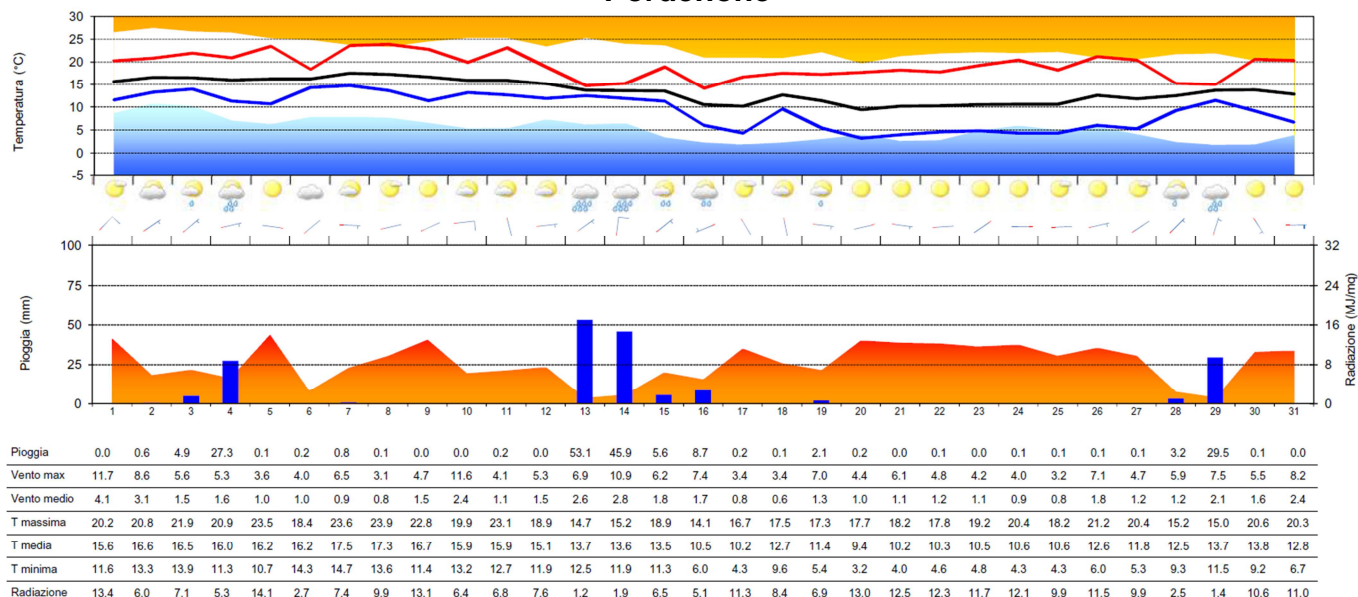 Temperatura (°C)
30
25
20
15
10
5
0
-5
Pioggia (mm)
100
75
50
25
0
32
24
16
8
0
Radiazione (MJ/mq)
1 2 3 4 5 6 7 8 9 10 11 12 13 14 15 16 17 18 19 20 21 22 23 24 25 26 27 28 29 30 31
Pioggia 0.0 0.6 4.9 27.3 0.1 0.2 0.8 0.1 0.0 0.0 0.2 0.0 53.1 45.9 5.6 8.7 0.2 0.1 2.1 0.2 0.0 0.1 0.0 0.1 0.1 0.1 0.1 3.2 29.5 0.1 0.0
Vento max 11.7 8.6 5.6 5.3 3.6 4.0 6.5 3.1 4.7 11.6 4.1 5.3 6.9 10.9 6.2 7.4 3.4 3.4 7.0 4.4 6.1 4.8 4.2 4.0 3.2 7.1 4.7 5.9 7.5 5.5 8.2
Vento medio 4.1 3.1 1.5 1.6 1.0 1.0 0.9 0.8 1.5 2.4 1.1 1.5 2.6 2.8 1.8 1.7 0.8 0.6 1.3 1.0 1.1 1.2 1.1 0.9 0.8 1.8 1.2 1.2 2.1 1.6 2.4
T massima 20.2 20.8 21.9 20.9 23.5 18.4 23.6 23.9 22.8 19.9 23.1 18.9 14.7 15.2 18.9 14.1 16.7 17.5 17.3 17.7 18.2 17.8 19.2 20.4 18.2 21.2 20.4 15.2 15.0 20.6 20.3
T media 15.6 16.6 16.5 16.0 16.2 16.2 17.5 17.3 16.7 15.9 15.9 15.1 13.7 13.6 13.5 10.5 10.2 12.7 11.4 9.4 10.2 10.3 10.5 10.6 10.6 12.6 11.8 12.5 13.7 13.8 12.8
T minima 11.6 13.3 13.9 11.3 10.7 14.3 14.7 13.6 11.4 13.2 12.7 11.9 12.5 11.9 11.3 6.0 4.3 9.6 5.4 3.2 4.0 4.6 4.8 4.3 4.3 6.0 5.3 9.3 11.5 9.2 6.7
Radiazione 13.4 6.0 7.1 5.3 14.1 2.7 7.4 9.9 13.1 6.4 6.8 7.6 1.2 1.9 6.5 5.1 11.3 8.4 6.9 13.0 12.5 12.3 11.7 12.1 9.9 11.5 9.9 2.5 1.4 10.6 11.0